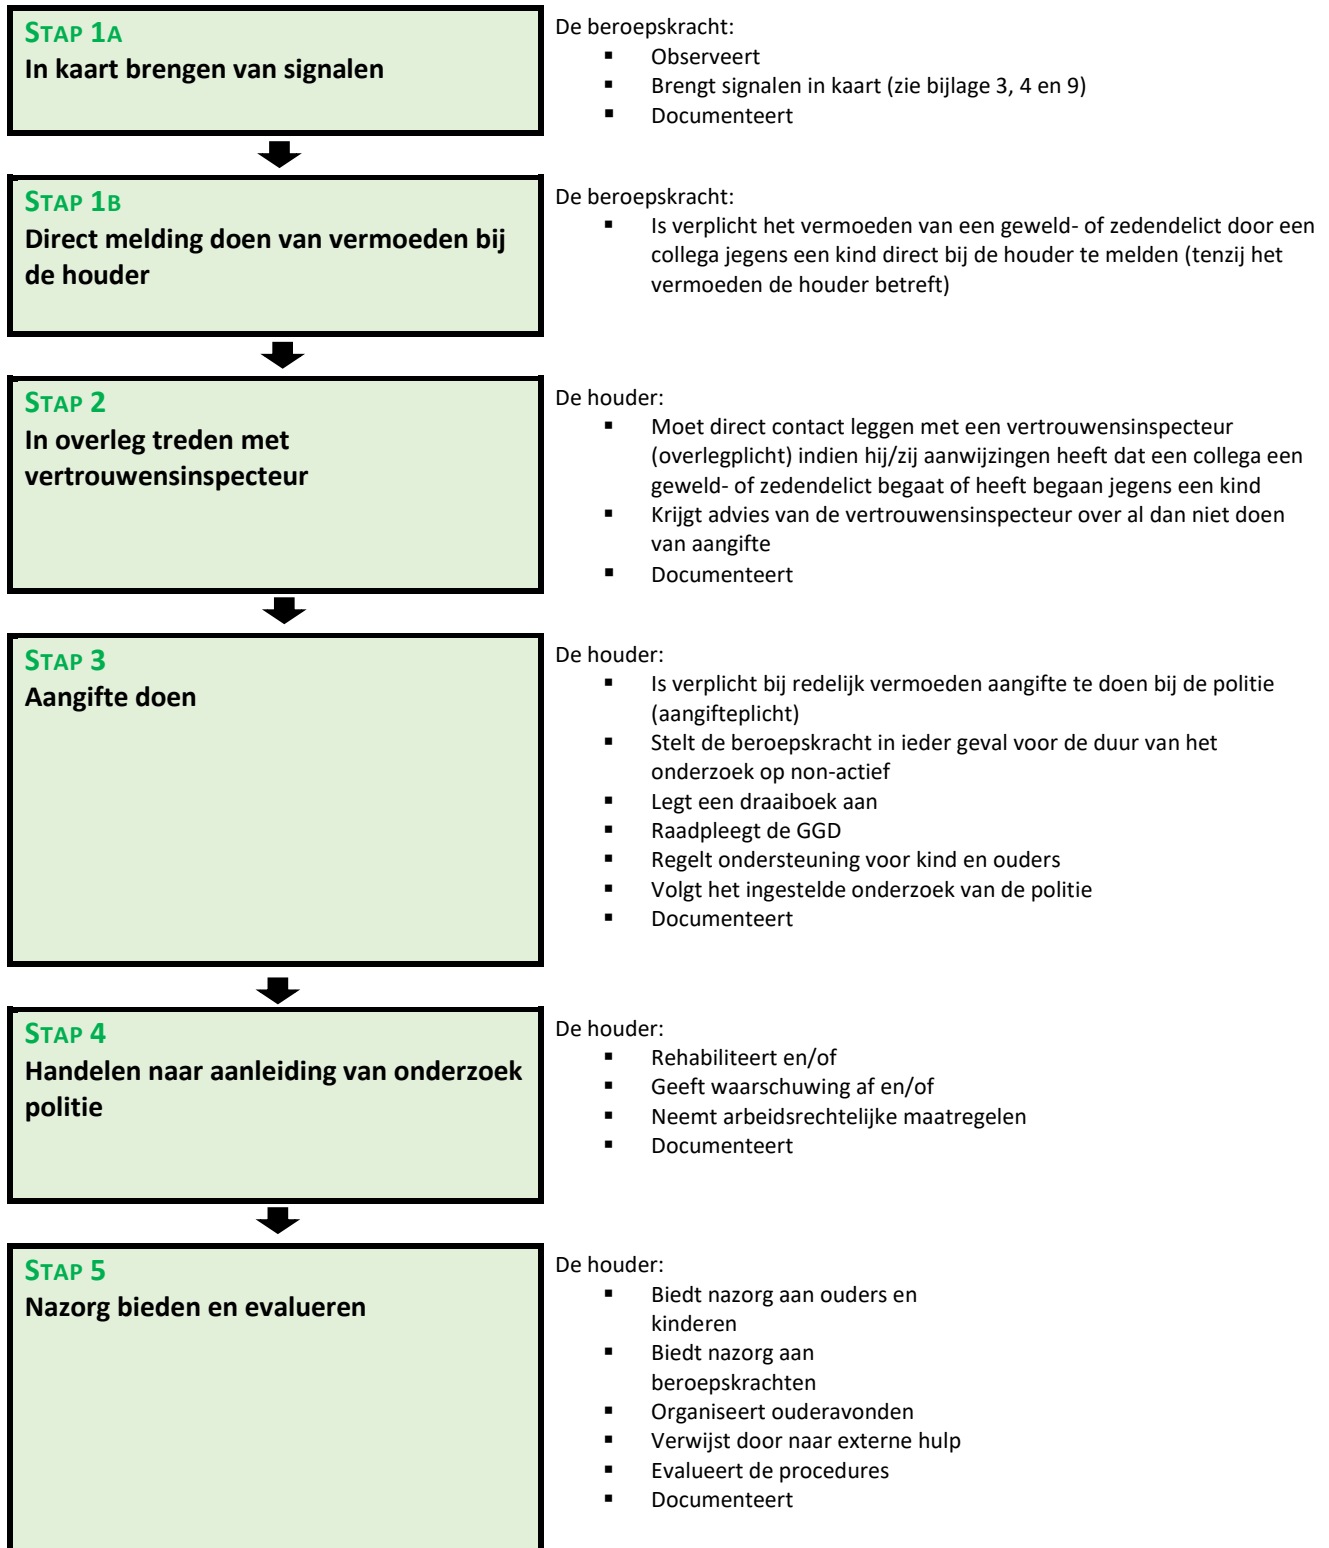 STAP 1A
In kaart brengen van signalen
De beroepskracht:
▪ Observeert
▪ Brengt signalen in kaart (zie bijlage 3, 4 en 9)
▪ Documenteert
STAP 1B
Direct melding doen van vermoeden bij
de houder
De beroepskracht:
▪ Is verplicht het vermoeden van een geweld- of zedendelict door een
collega jegens een kind direct bij de houder te melden (tenzij het
vermoeden de houder betreft)
STAP 2
In overleg treden met
vertrouwensinspecteur
De houder:
▪ Moet direct contact leggen met een vertrouwensinspecteur
(overlegplicht) indien hij/zij aanwijzingen heeft dat een collega een
geweld- of zedendelict begaat of heeft begaan jegens een kind
▪ Krijgt advies van de vertrouwensinspecteur over al dan niet doen
van aangifte
▪ Documenteert
STAP 3
Aangifte doen
De houder:
▪ Is verplicht bij redelijk vermoeden aangifte te doen bij de politie
(aangifteplicht)
▪ Stelt de beroepskracht in ieder geval voor de duur van het
onderzoek op non-actief
▪ Legt een draaiboek aan
▪ Raadpleegt de GGD
▪ Regelt ondersteuning voor kind en ouders
▪ Volgt het ingestelde onderzoek van de politie
▪ Documenteert
STAP 4
Handelen naar aanleiding van onderzoek
politie
De houder:
▪ Rehabiliteert en/of
▪ Geeft waarschuwing af en/of
▪ Neemt arbeidsrechtelijke maatregelen
▪ Documenteert
STAP 5
Nazorg bieden en evalueren
De houder:
▪ Biedt nazorg aan ouders en
kinderen
▪ Biedt nazorg aan
beroepskrachten
▪ Organiseert ouderavonden
▪ Verwijst door naar externe hulp
▪ Evalueert de procedures
▪ Documenteert